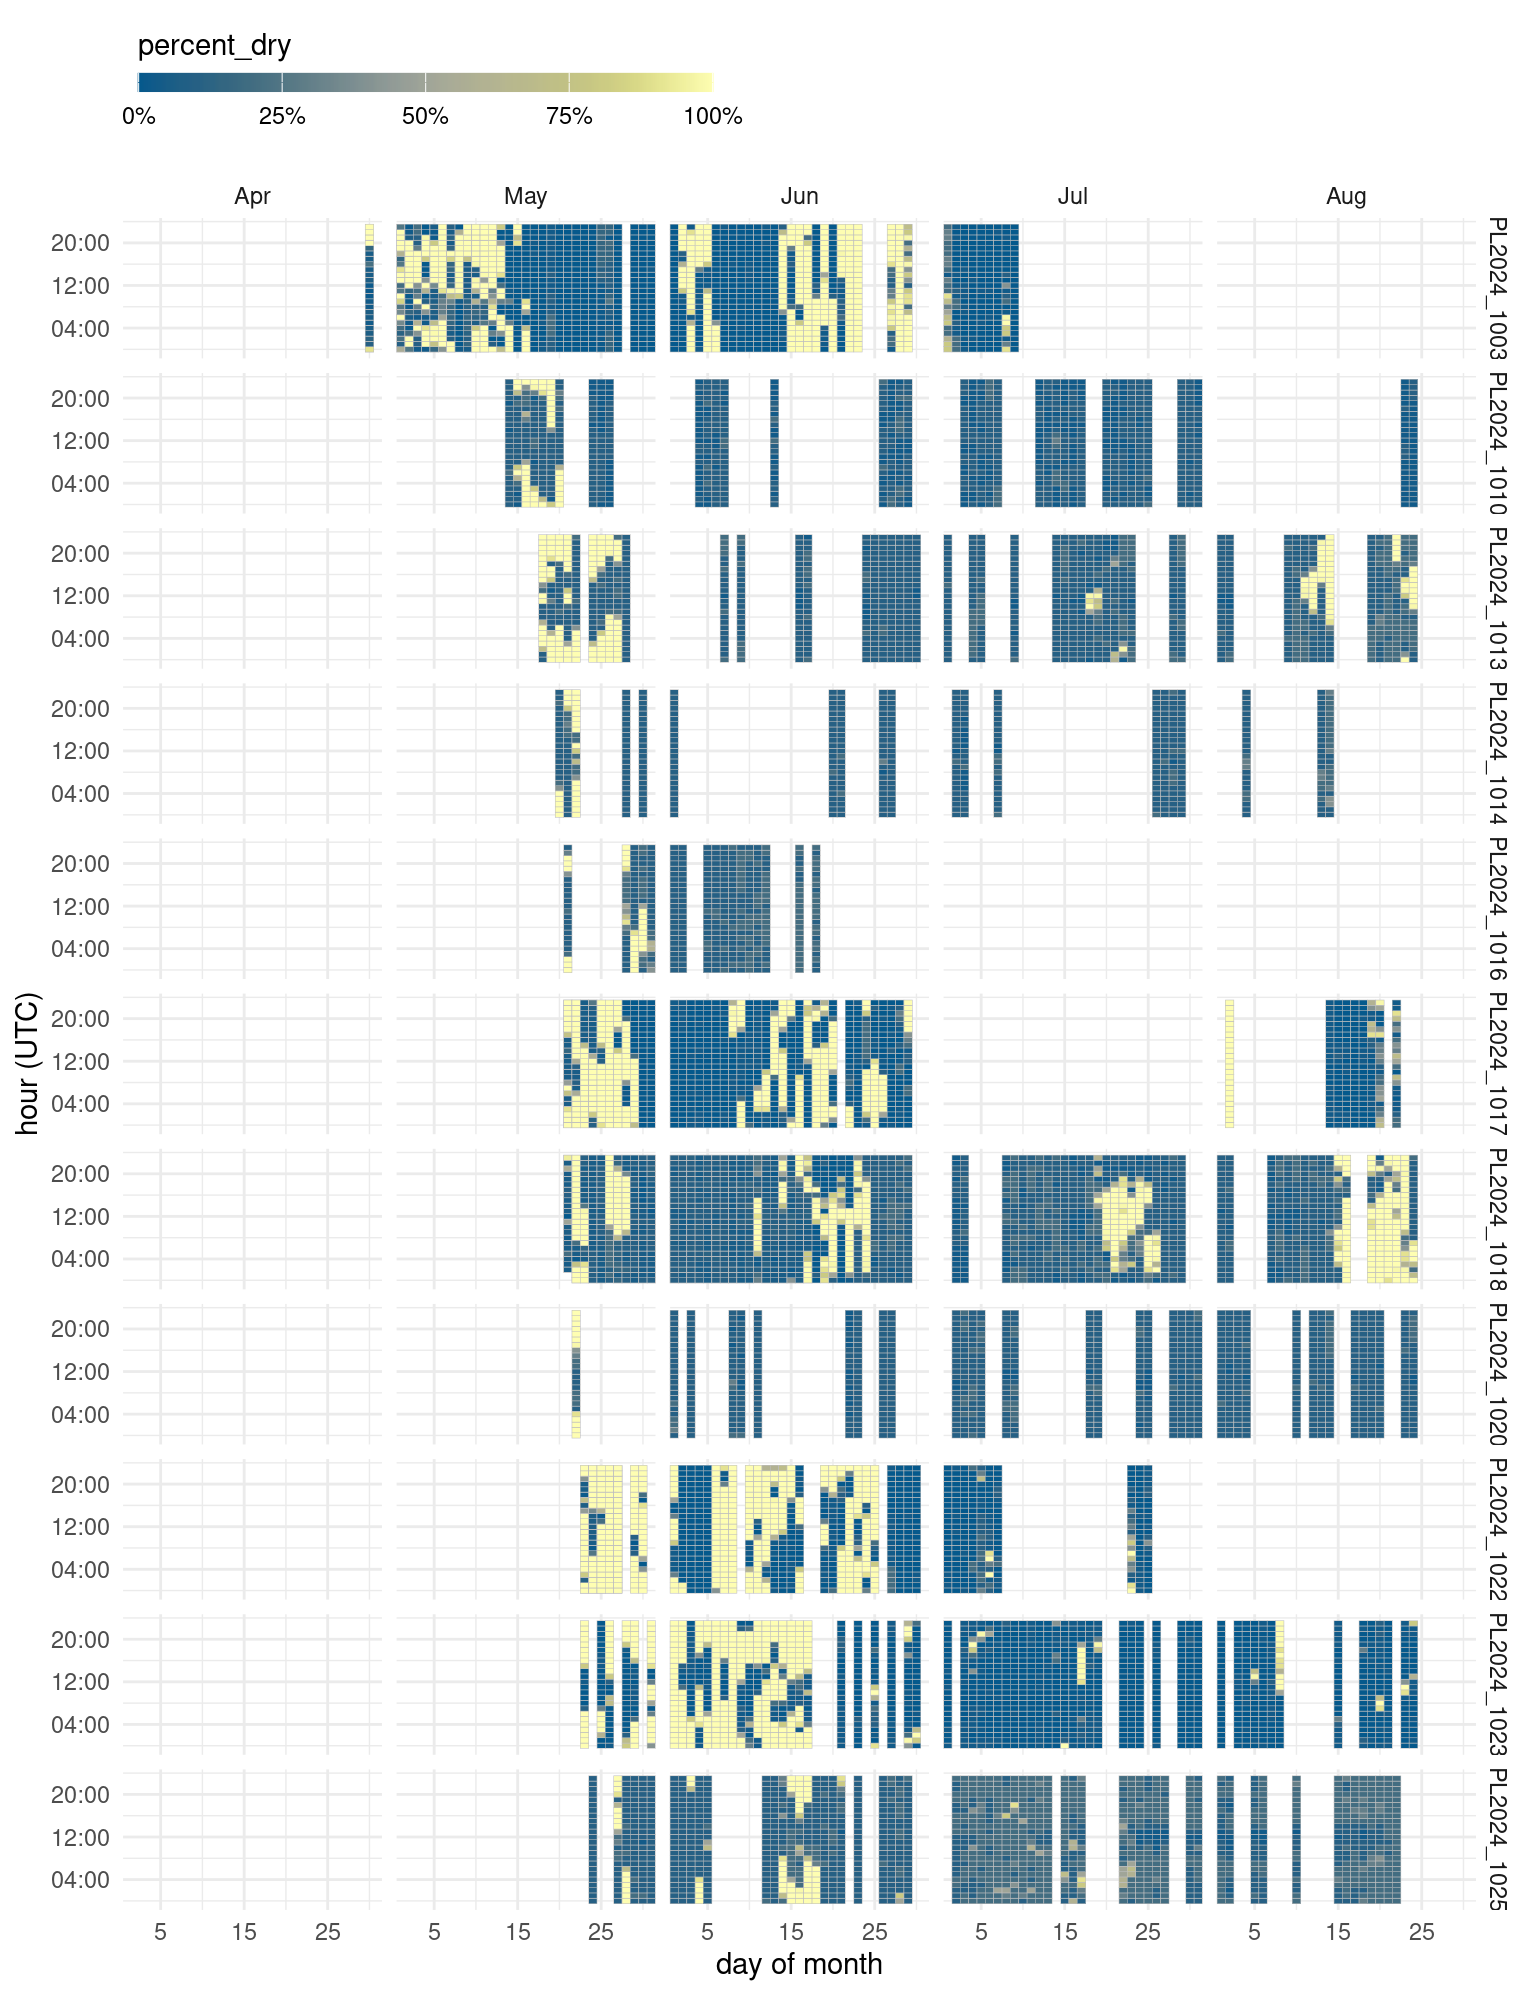 percent_dry
0% 25% 50% 75% 100%
Apr May Jun Jul Aug
20:00
12:00
04:00
PL2024_1003
20:00
12:00
04:00
PL2024_1010
20:00
12:00
04:00
PL2024_1013
20:00
12:00
04:00
PL2024_1014
20:00
12:00
04:00
PL2024_1016
hour (UTC)
20:00
12:00
04:00
PL2024_1017
20:00
12:00
04:00
PL2024_1018
20:00
12:00
04:00
PL2024_1020
20:00
12:00
04:00
PL2024_1022
20:00
12:00
04:00
PL2024_1023
20:00
12:00
04:00
PL2024_1025
5 15 25 5 15 25 5 15 25 5 15 25 5 15 25
day of month